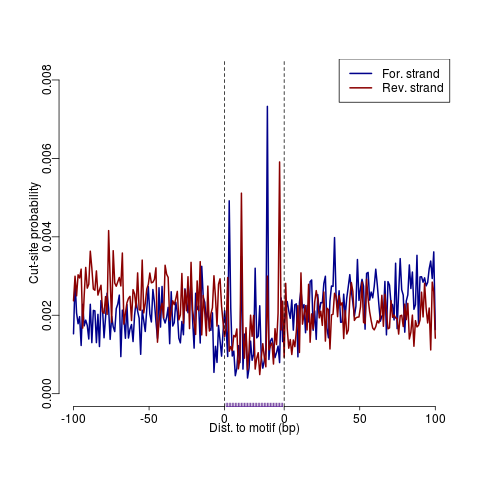 For. strand
Rev. strand
Cut-site probability
0.000
0.002
0.004
0.006
0.008
-100 -50 0 0 50 100
Dist. to motif (bp)